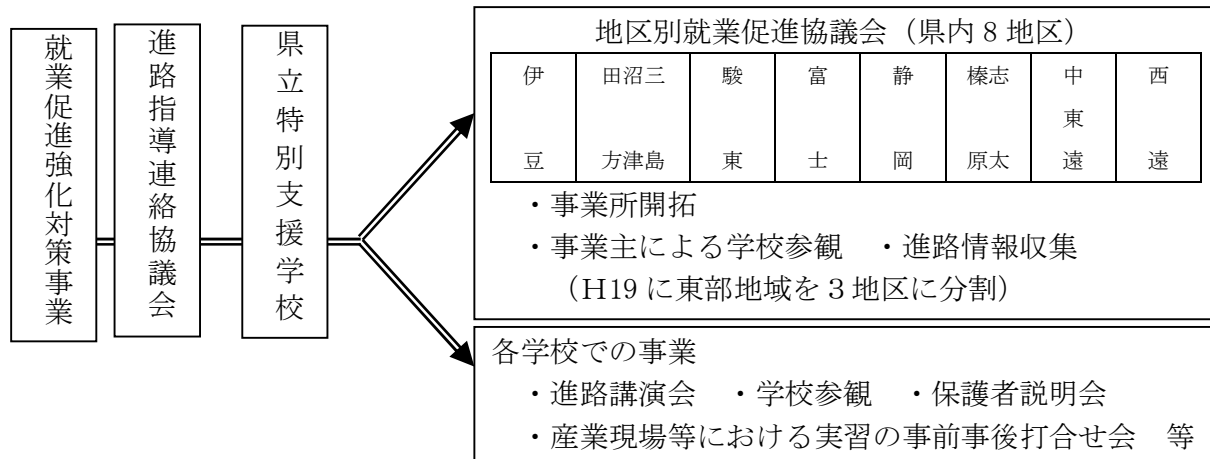 就業促進強化対策事業
進路指導連絡協議会
県立特別支援学校
地区別就業促進協議会（県内８地区）
伊豆
田方
沼津
三島
駿東
富士
静岡
榛原
志太
中東遠
西遠
・事業所開拓
・事業主による学校参観　・進路情報収集
（Ｈ19 に東部地域を３地区に分割）
各学校での事業
・進路講演会　・学校参観　・保護者説明会
・産業現場等における実習の事前事後打合せ会　等